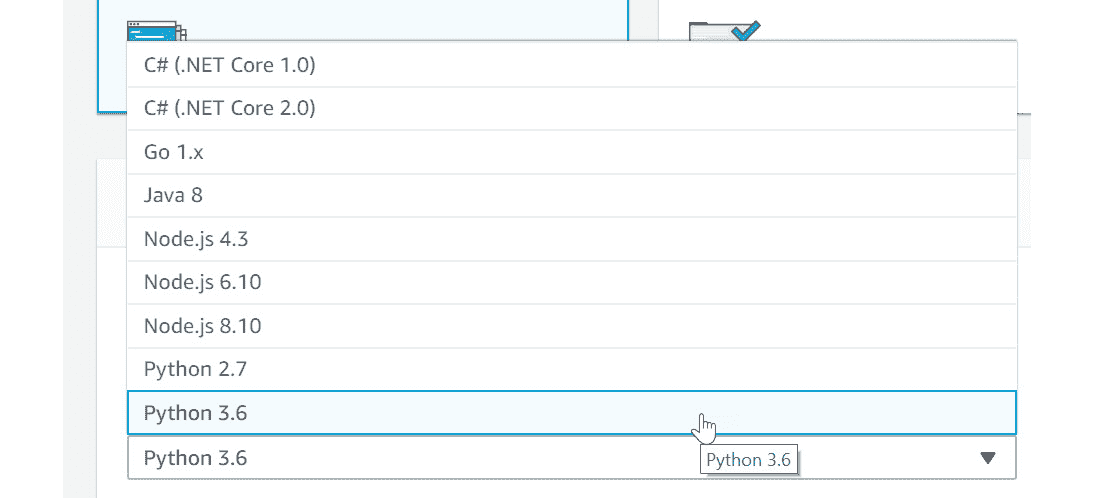 C# (.NET Core 1.0)
C# (.NET Core 2.0)
Go 1.x
Java 8
Node.js 4.3
Node.js 6.10
Node.js 8.10
Python 2.7
Python 3.6
Python 3.6
Python 3.6